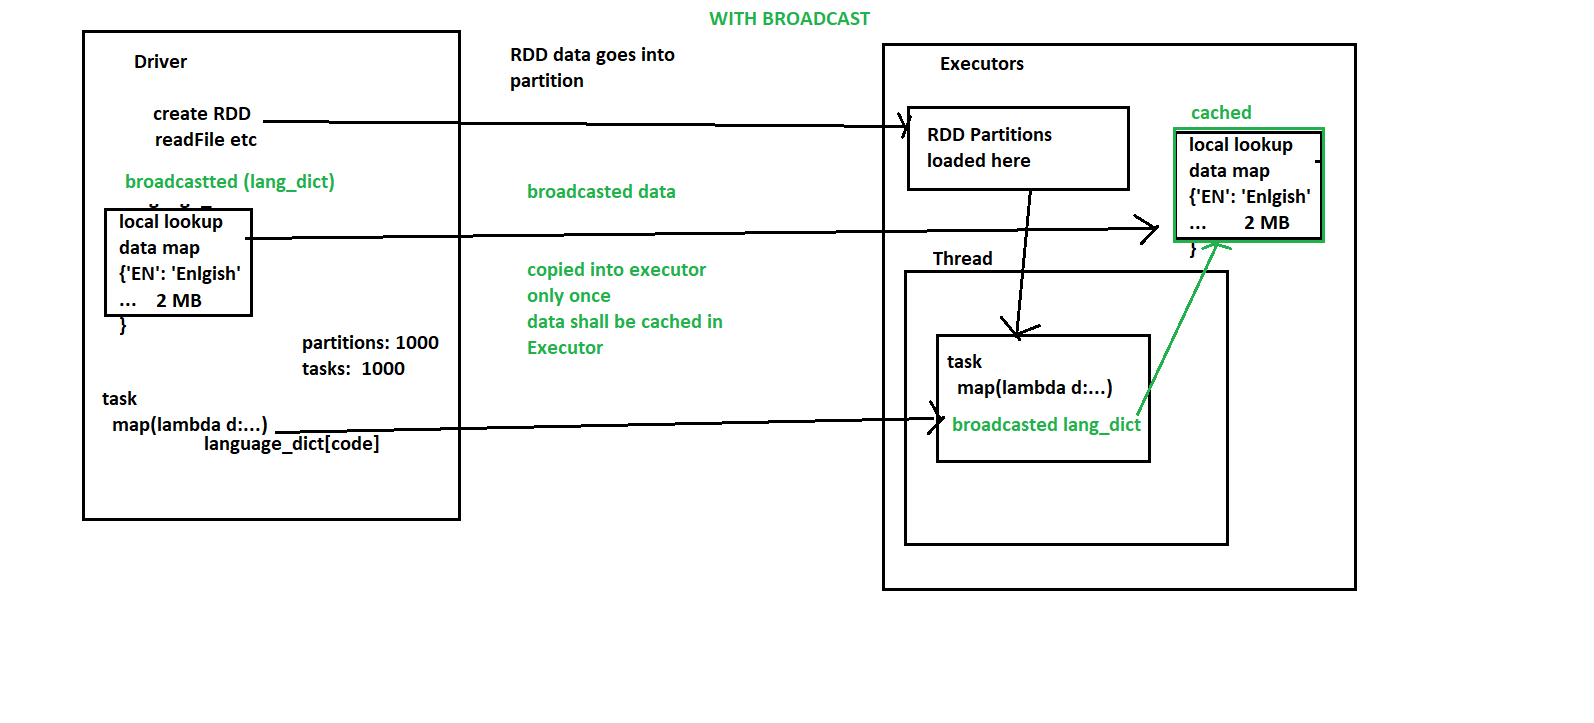 WITH BROADCAST
Driver
create RDD
readFile etc
broadcastted (lang_dict)
local lookup
data map
{'EN': 'Enlgish'
... 2 MB
}
partitions: 1000
tasks: 1000
task
map(lambda d:...)
language_dict[code]
RDD data goes into
partition
broadcasted data
copied into executor
only once
data shall be cached in
Executor
Executors
RDD Partitions
loaded here
cached
local lookup
data map
{'EN': 'Enlgish'
... 2 MB
}
Thread
task
map(lambda d:...)
broadcasted lang_dict